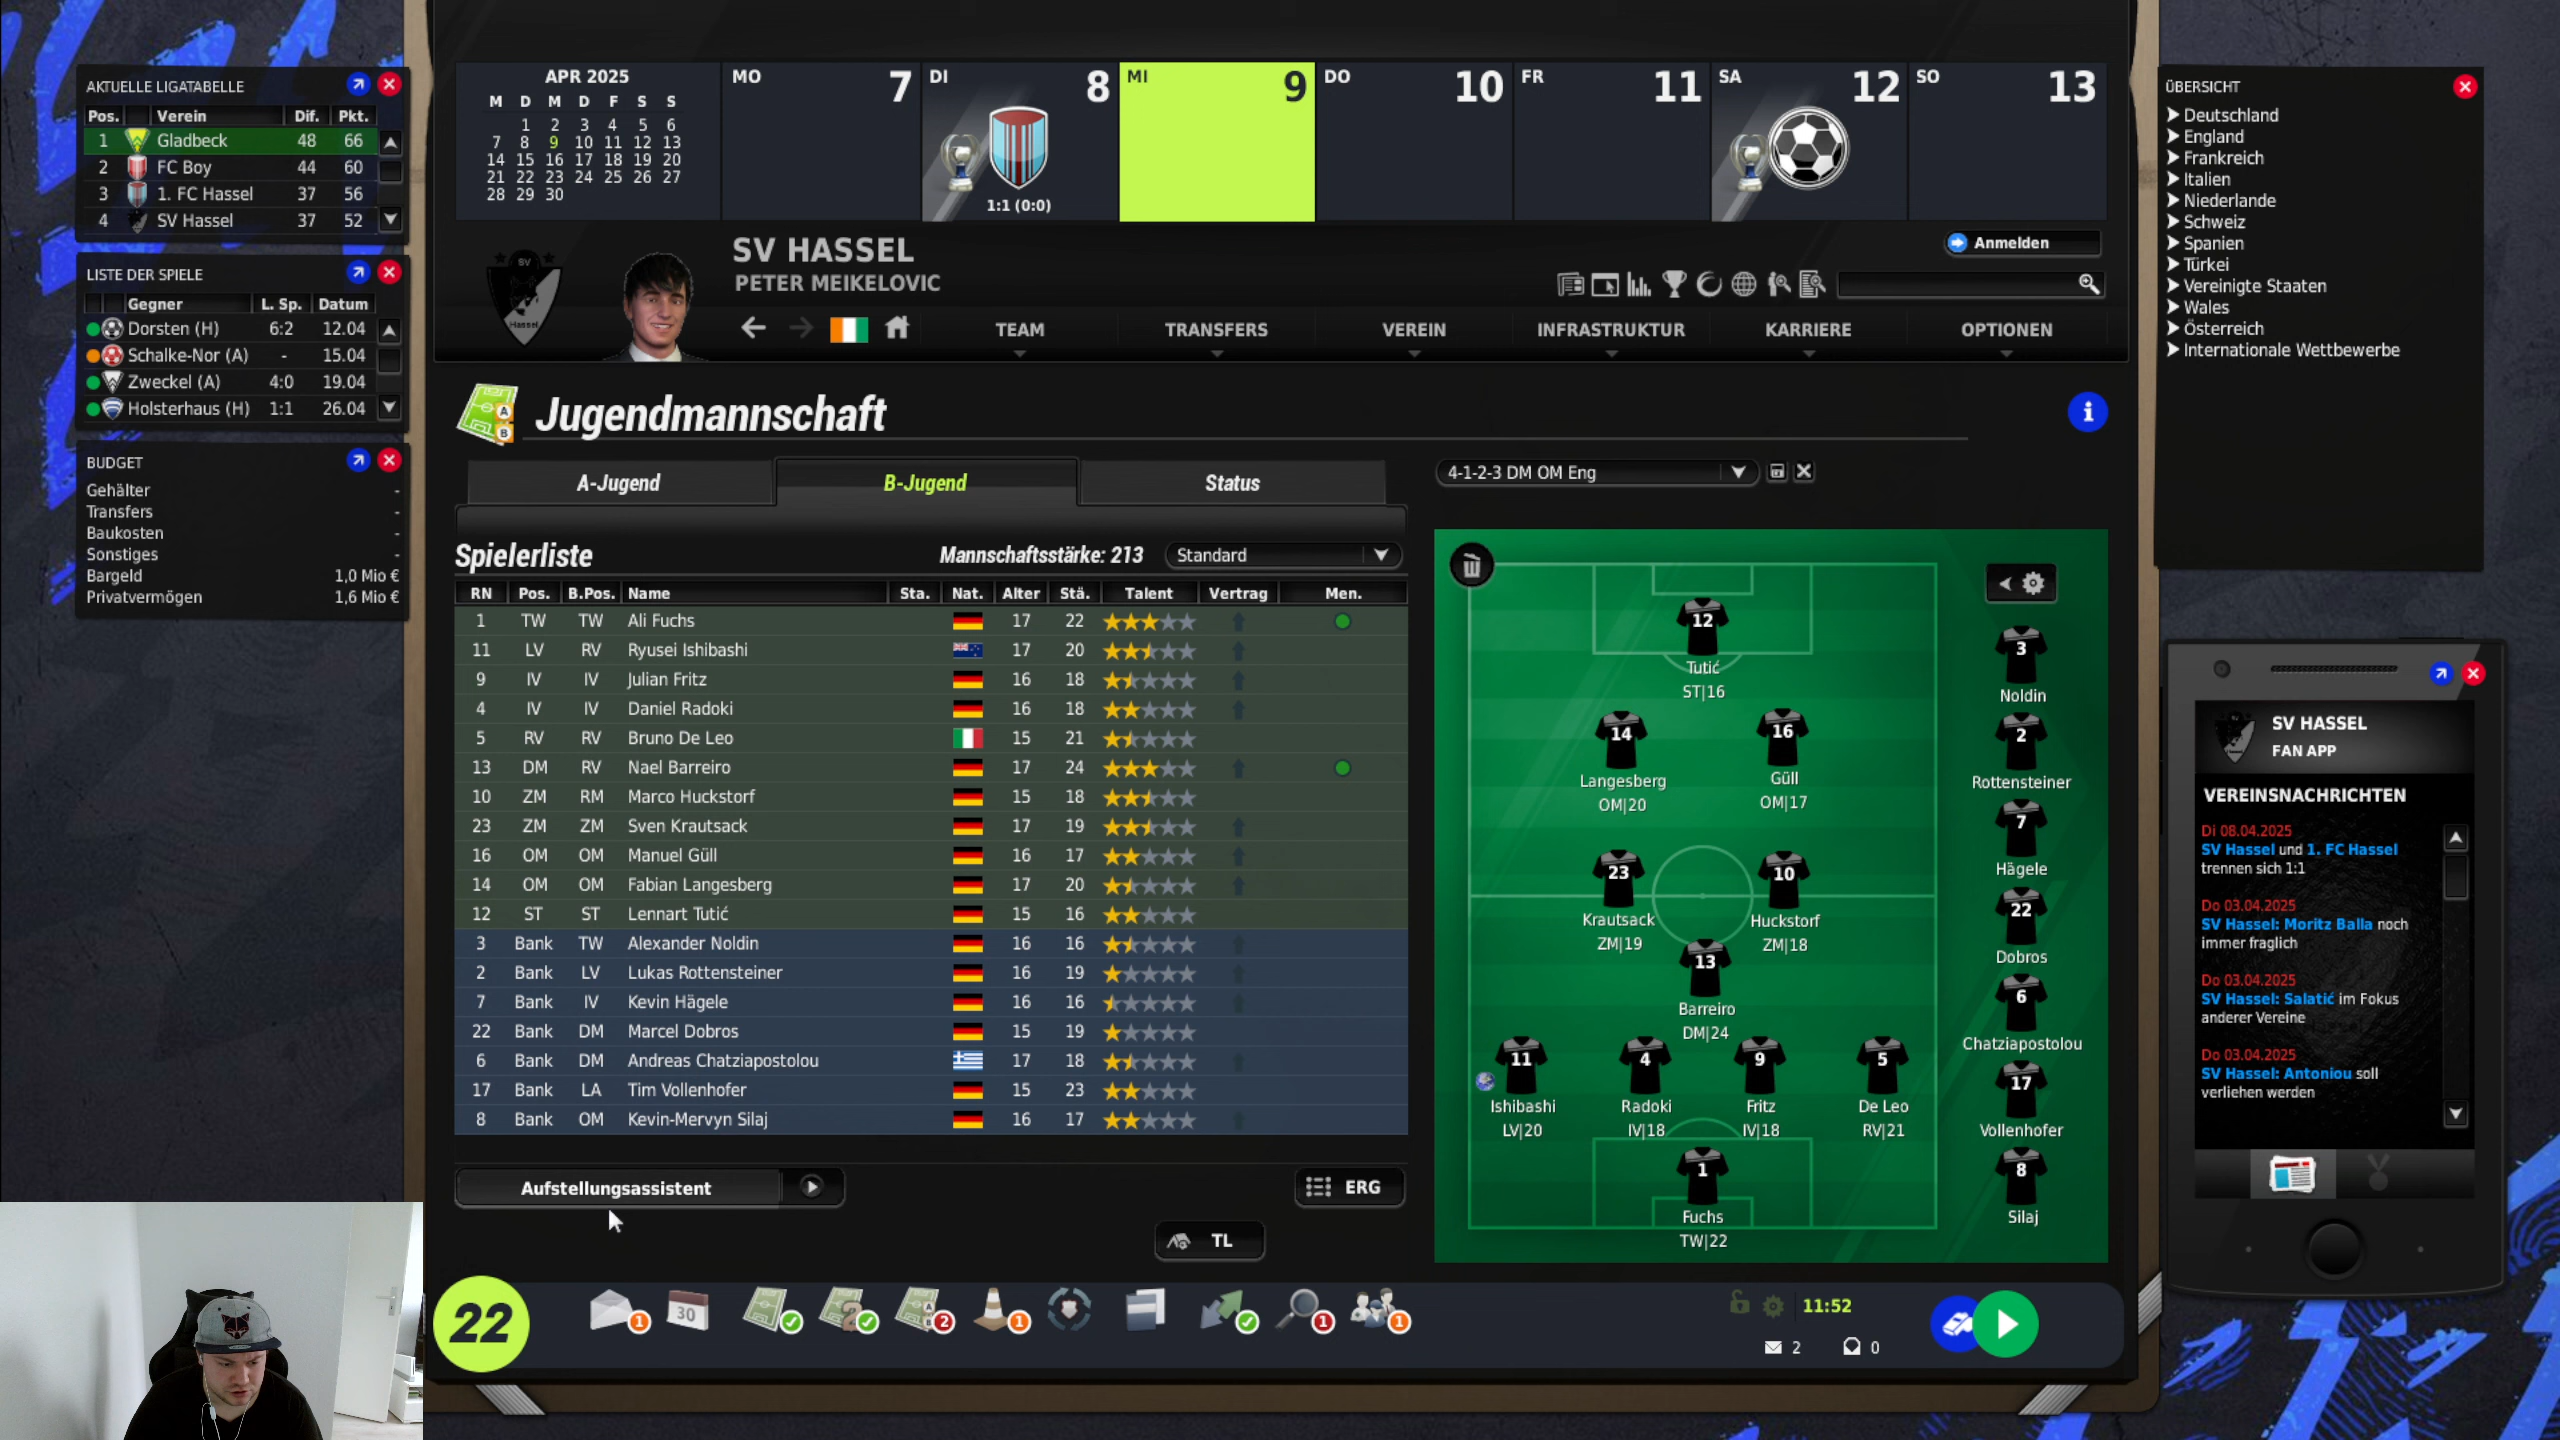 AKTUELLE LIGATABELLE
Pos. Verein Dif. Pkt.
1 Gladbeck 48 66
2 FC Boy 44 60
3 1. FC Hassel 37 56
4 SV Hassel 37 52
LISTE DER SPIELE
Gegner L. Sp. Datum
Dorsten (H) 6:2 12.04
Schalke-Nor (A) - 15.04
Zweckel (A) 4:0 19.04
Holsterhaus (H) 1:1 26.04
BUDGET
Gehälter -
Transfers -
Baukosten -
Sonstiges -
Bargeld 1,0 Mio €
Privatvermögen 1,6 Mio €
APR 2025
M D M D F S S
1 2 3 4 5 6
7 8 9 10 11 12 13
14 15 16 17 18 19 20
21 22 23 24 25 26 27
28 29 30
MO 7
DI 8
1:1 (0:0)
MI 9
DO 10
FR 11
SA 12
SO 13
SV
Hassel
SV HASSEL
PETER MEIKELOVIC
Anmelden
TEAM
TRANSFERS
VEREIN
INFRASTRUKTUR
KARRIERE
OPTIONEN
A
B
Jugendmannschaft
A-Jugend
B-Jugend
Status
4-1-2-3 DM OM Eng
Spielerliste
Mannschaftsstärke: 213
Standard
RN Pos. B.Pos. Name Sta. Nat. Alter Stä. Talent Vertrag Men.
1 TW TW Ali Fuchs 17 22
11 LV RV Ryusei Ishibashi 17 20
9 IV IV Julian Fritz 16 18
4 IV IV Daniel Radoki 16 18
5 RV RV Bruno De Leo 15 21
13 DM RV Nael Barreiro 17 24
10 ZM RM Marco Huckstorf 15 18
23 ZM ZM Sven Krautsack 17 19
16 OM OM Manuel Güll 16 17
14 OM OM Fabian Langesberg 17 20
12 ST ST Lennart Tutić 15 16
3 Bank TW Alexander Noldin 16 16
2 Bank LV Lukas Rottensteiner 16 19
7 Bank IV Kevin Hägele 16 16
22 Bank DM Marcel Dobros 15 19
6 Bank DM Andreas Chatziapostolou 17 18
17 Bank LA Tim Vollenhofer 15 23
8 Bank OM Kevin-Mervyn Silaj 16 17
Aufstellungsassistent
ERG
TL
12
Tutić
ST|16
14
Langesberg
OM|20
16
Güll
OM|17
23
Krautsack
ZM|19
10
Huckstorf
ZM|18
13
Barreiro
DM|24
11
Ishibashi
LV|20
4
Radoki
IV|18
9
Fritz
IV|18
5
De Leo
RV|21
1
Fuchs
TW|22
3
Noldin
2
Rottensteiner
7
Hägele
22
Dobros
6
Chatziapostolou
17
Vollenhofer
8
Silaj
22
1
30
2
A
B
2
1
1
1
11:52
2
0
ÜBERSICHT
Deutschland
England
Frankreich
Italien
Niederlande
Schweiz
Spanien
Türkei
Vereinigte Staaten
Wales
Österreich
Internationale Wettbewerbe
SV HASSEL
FAN APP
VEREINSNACHRICHTEN
Di 08.04.2025
SV Hassel und 1. FC Hassel
trennen sich 1:1
Do 03.04.2025
SV Hassel: Moritz Balla noch
immer fraglich
Do 03.04.2025
SV Hassel: Salatić im Fokus
anderer Vereine
Do 03.04.2025
SV Hassel: Antoniou soll
verliehen werden